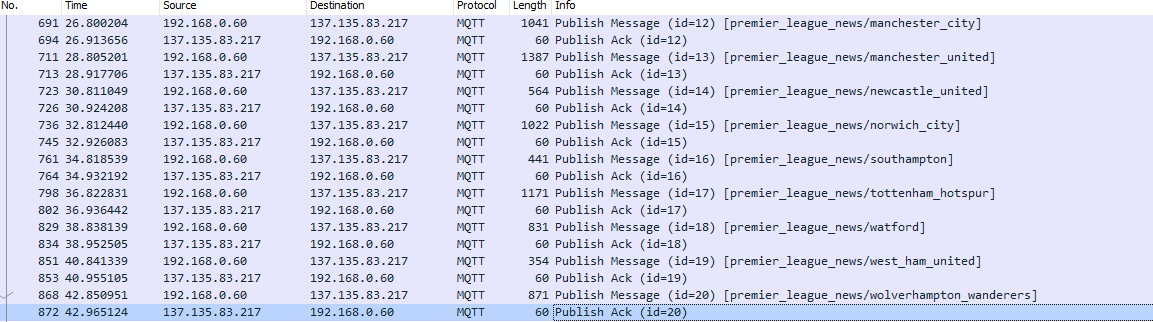 No. Time Source Destination Protocol Length Info
691 26.800204 192.168.0.60 137.135.83.217 MQTT 1041 Publish Message (id=12) [premier_league_news/manchester_city]
694 26.913656 137.135.83.217 192.168.0.60 MQTT 60 Publish Ack (id=12)
711 28.805201 192.168.0.60 137.135.83.217 MQTT 1387 Publish Message (id=13) [premier_league_news/manchester_united]
713 28.917706 137.135.83.217 192.168.0.60 MQTT 60 Publish Ack (id=13)
723 30.811049 192.168.0.60 137.135.83.217 MQTT 564 Publish Message (id=14) [premier_league_news/newcastle_united]
726 30.924208 137.135.83.217 192.168.0.60 MQTT 60 Publish Ack (id=14)
736 32.812440 192.168.0.60 137.135.83.217 MQTT 1022 Publish Message (id=15) [premier_league_news/norwich_city]
745 32.926083 137.135.83.217 192.168.0.60 MQTT 60 Publish Ack (id=15)
761 34.818539 192.168.0.60 137.135.83.217 MQTT 441 Publish Message (id=16) [premier_league_news/southampton]
764 34.932192 137.135.83.217 192.168.0.60 MQTT 60 Publish Ack (id=16)
798 36.822831 192.168.0.60 137.135.83.217 MQTT 1171 Publish Message (id=17) [premier_league_news/tottenham_hotspur]
802 36.936442 137.135.83.217 192.168.0.60 MQTT 60 Publish Ack (id=17)
829 38.838139 192.168.0.60 137.135.83.217 MQTT 831 Publish Message (id=18) [premier_league_news/watford]
834 38.952505 137.135.83.217 192.168.0.60 MQTT 60 Publish Ack (id=18)
851 40.841339 192.168.0.60 137.135.83.217 MQTT 354 Publish Message (id=19) [premier_league_news/west_ham_united]
853 40.955105 137.135.83.217 192.168.0.60 MQTT 60 Publish Ack (id=19)
868 42.850951 192.168.0.60 137.135.83.217 MQTT 871 Publish Message (id=20) [premier_league_news/wolverhampton_wanderers]
872 42.965124 137.135.83.217 192.168.0.60 MQTT 60 Publish Ack (id=20)